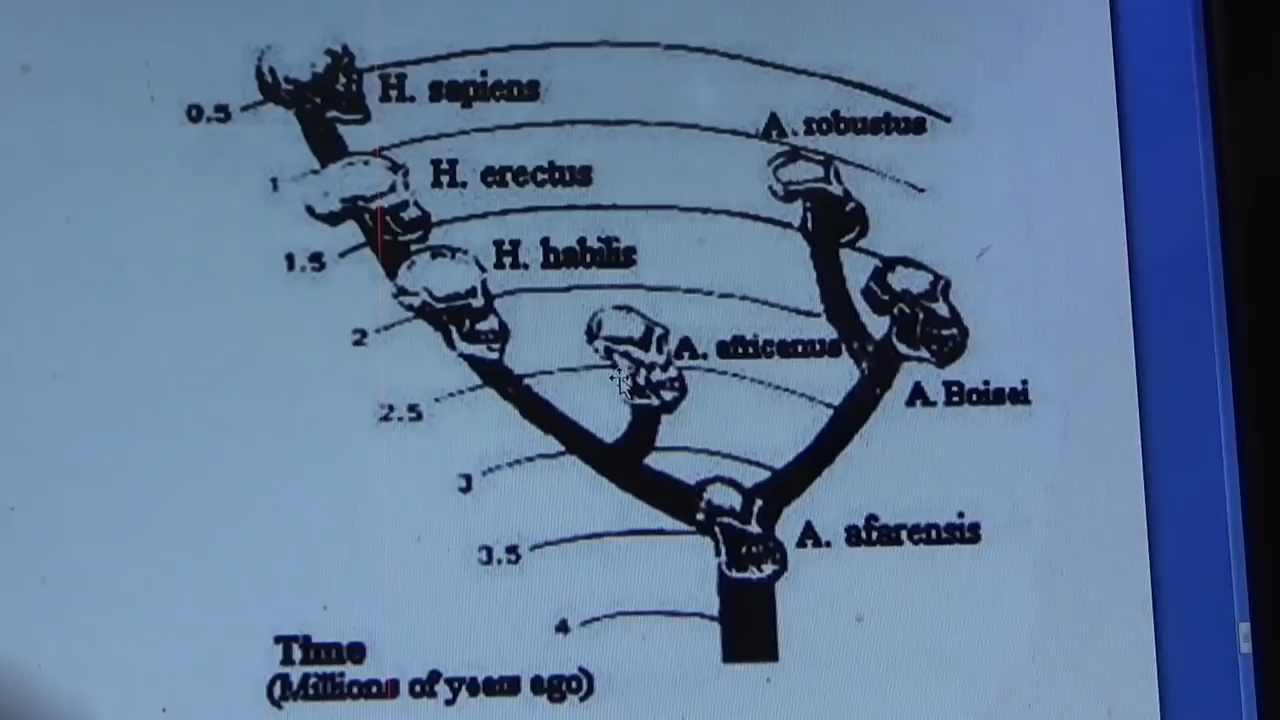 H. sapiens
0.5
A. robustus
1
H. erectus
1.5
H. habilis
2
A. africanus
2.5
A. Boisei
3
3.5
A. afarensis
4
Time
(Millions of years ago)